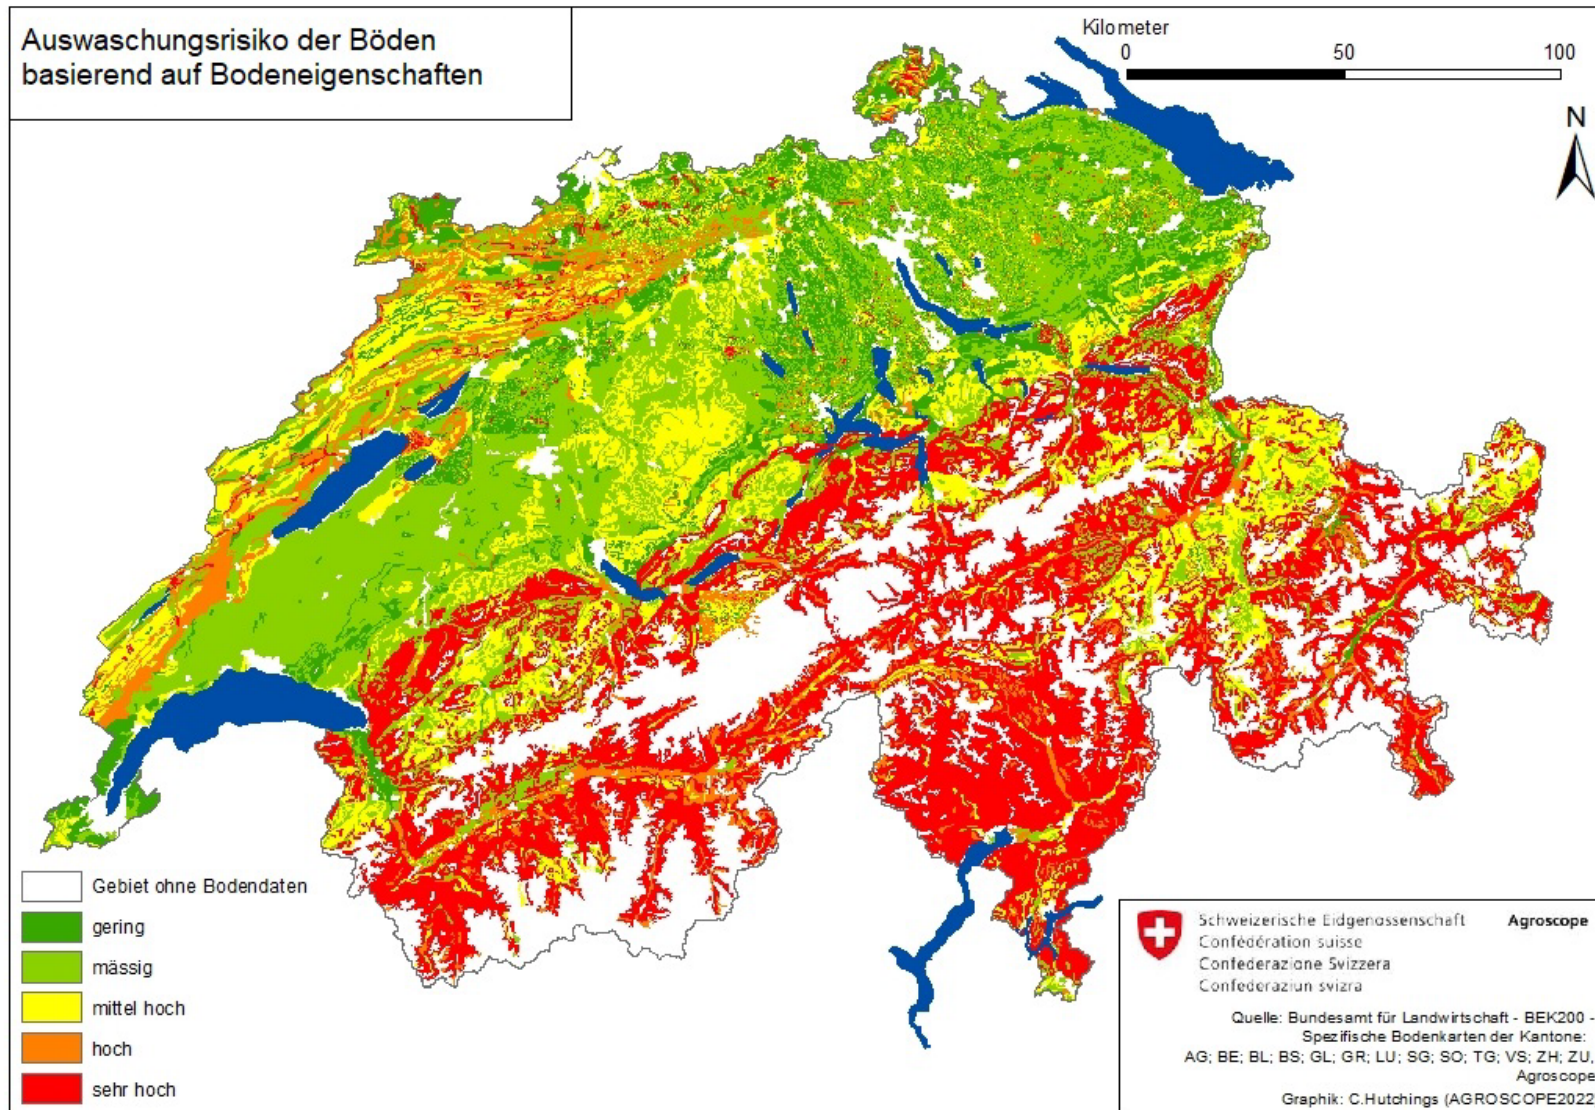 Auswaschungsrisiko der Böden
basierend auf Bodeneigenschaften
Kilometer
0 50 100
N
Gebiet ohne Bodendaten
gering
mässig
mittel hoch
hoch
sehr hoch
Schweizerische Eidgenossenschaft Agroscope
Confédération suisse
Confederazione Svizzera
Confederaziun svizra
Quelle: Bundesamt für Landwirtschaft - BEK200 -
Spezifische Bodenkarten der Kantone:
AG; BE; BL; BS; GL; GR; LU; SG; SO; TG; VS; ZH; ZU,
Agroscope
Graphik: C.Hutchings (AGROSCOPE2022